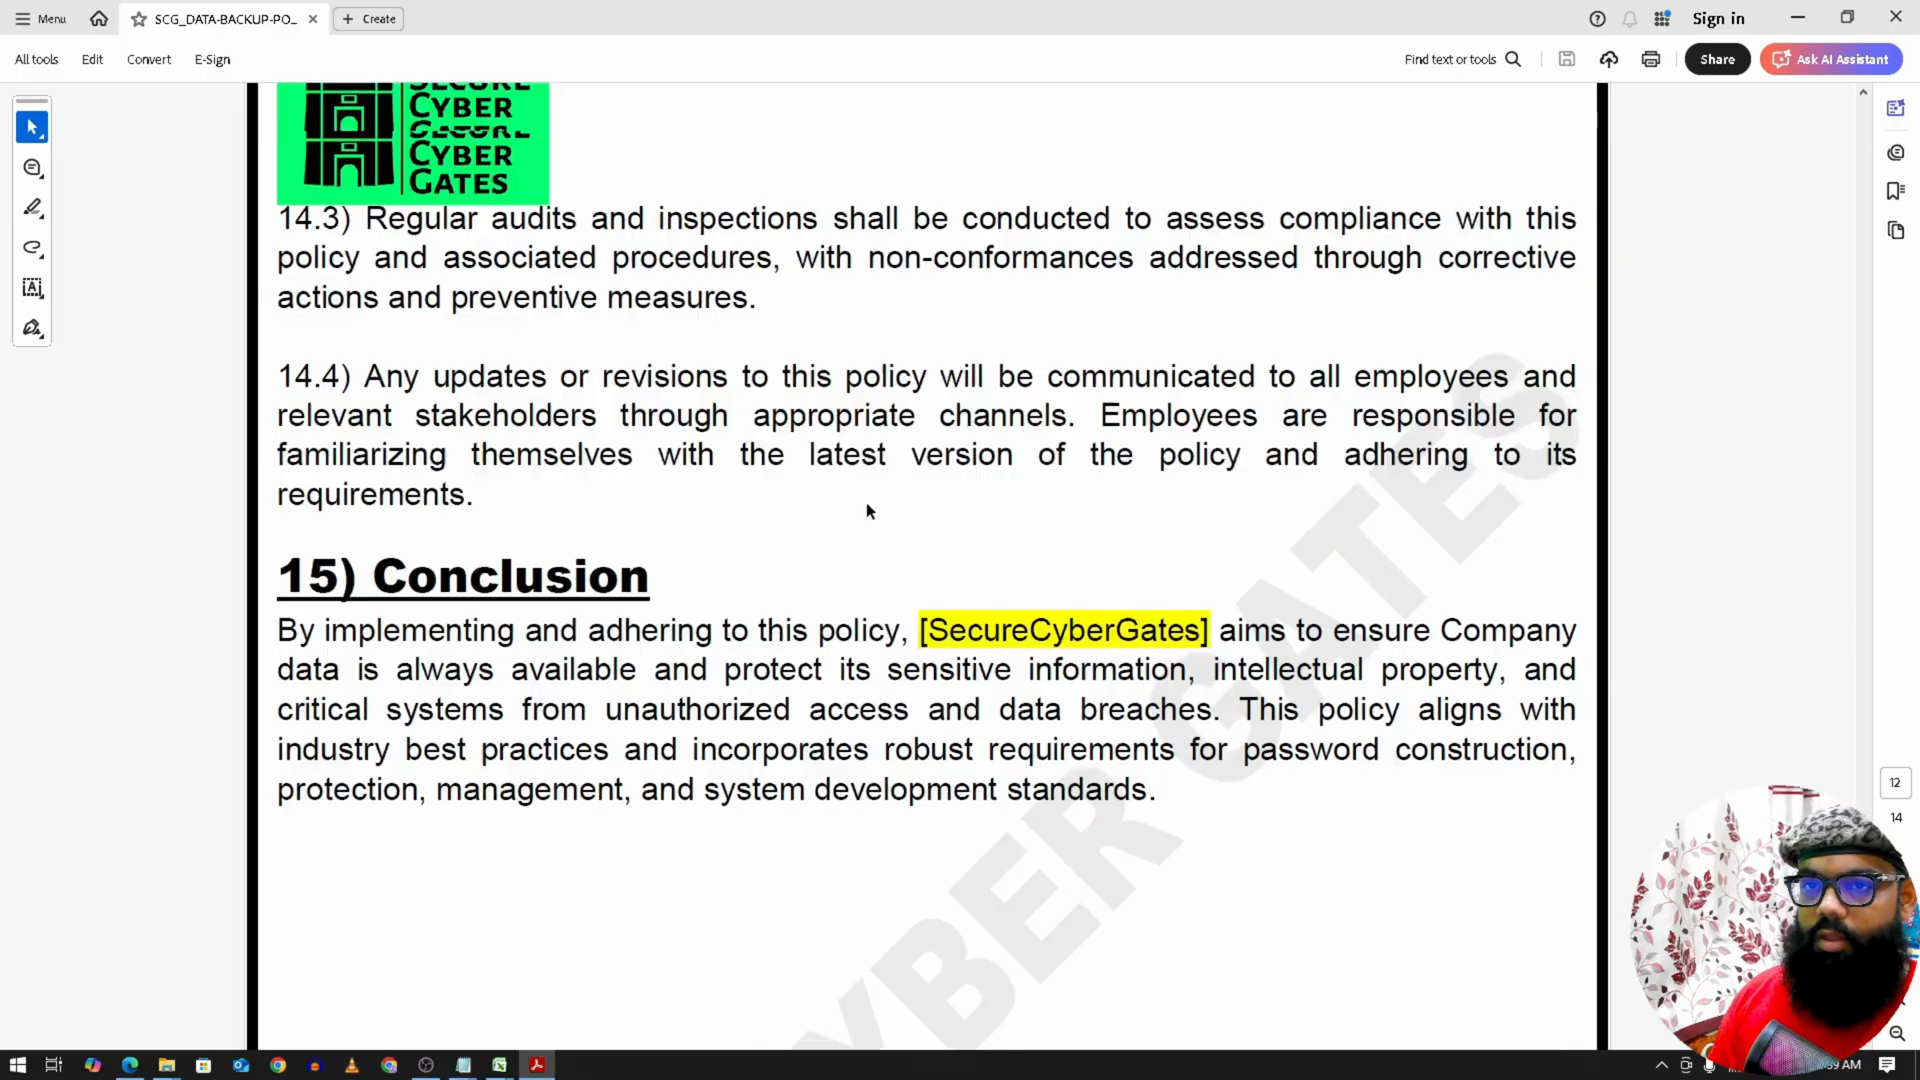 Menu
SCG_DATA-BACKUP-PO...
Create
Sign in
All tools
Edit
Convert
E-Sign
Find text or tools
Share
Ask AI Assistant
SECURE
CYBER
SECURE
CYBER
GATES
14.3) Regular audits and inspections shall be conducted to assess compliance with this
policy and associated procedures, with non-conformances addressed through corrective
actions and preventive measures.
14.4) Any updates or revisions to this policy will be communicated to all employees and
relevant stakeholders through appropriate channels. Employees are responsible for
familiarizing themselves with the latest version of the policy and adhering to its
requirements.
15) Conclusion
By implementing and adhering to this policy, [SecureCyberGates] aims to ensure Company
data is always available and protect its sensitive information, intellectual property, and
critical systems from unauthorized access and data breaches. This policy aligns with
industry best practices and incorporates robust requirements for password construction,
protection, management, and system development standards.
YBER GATES
12
14
AM